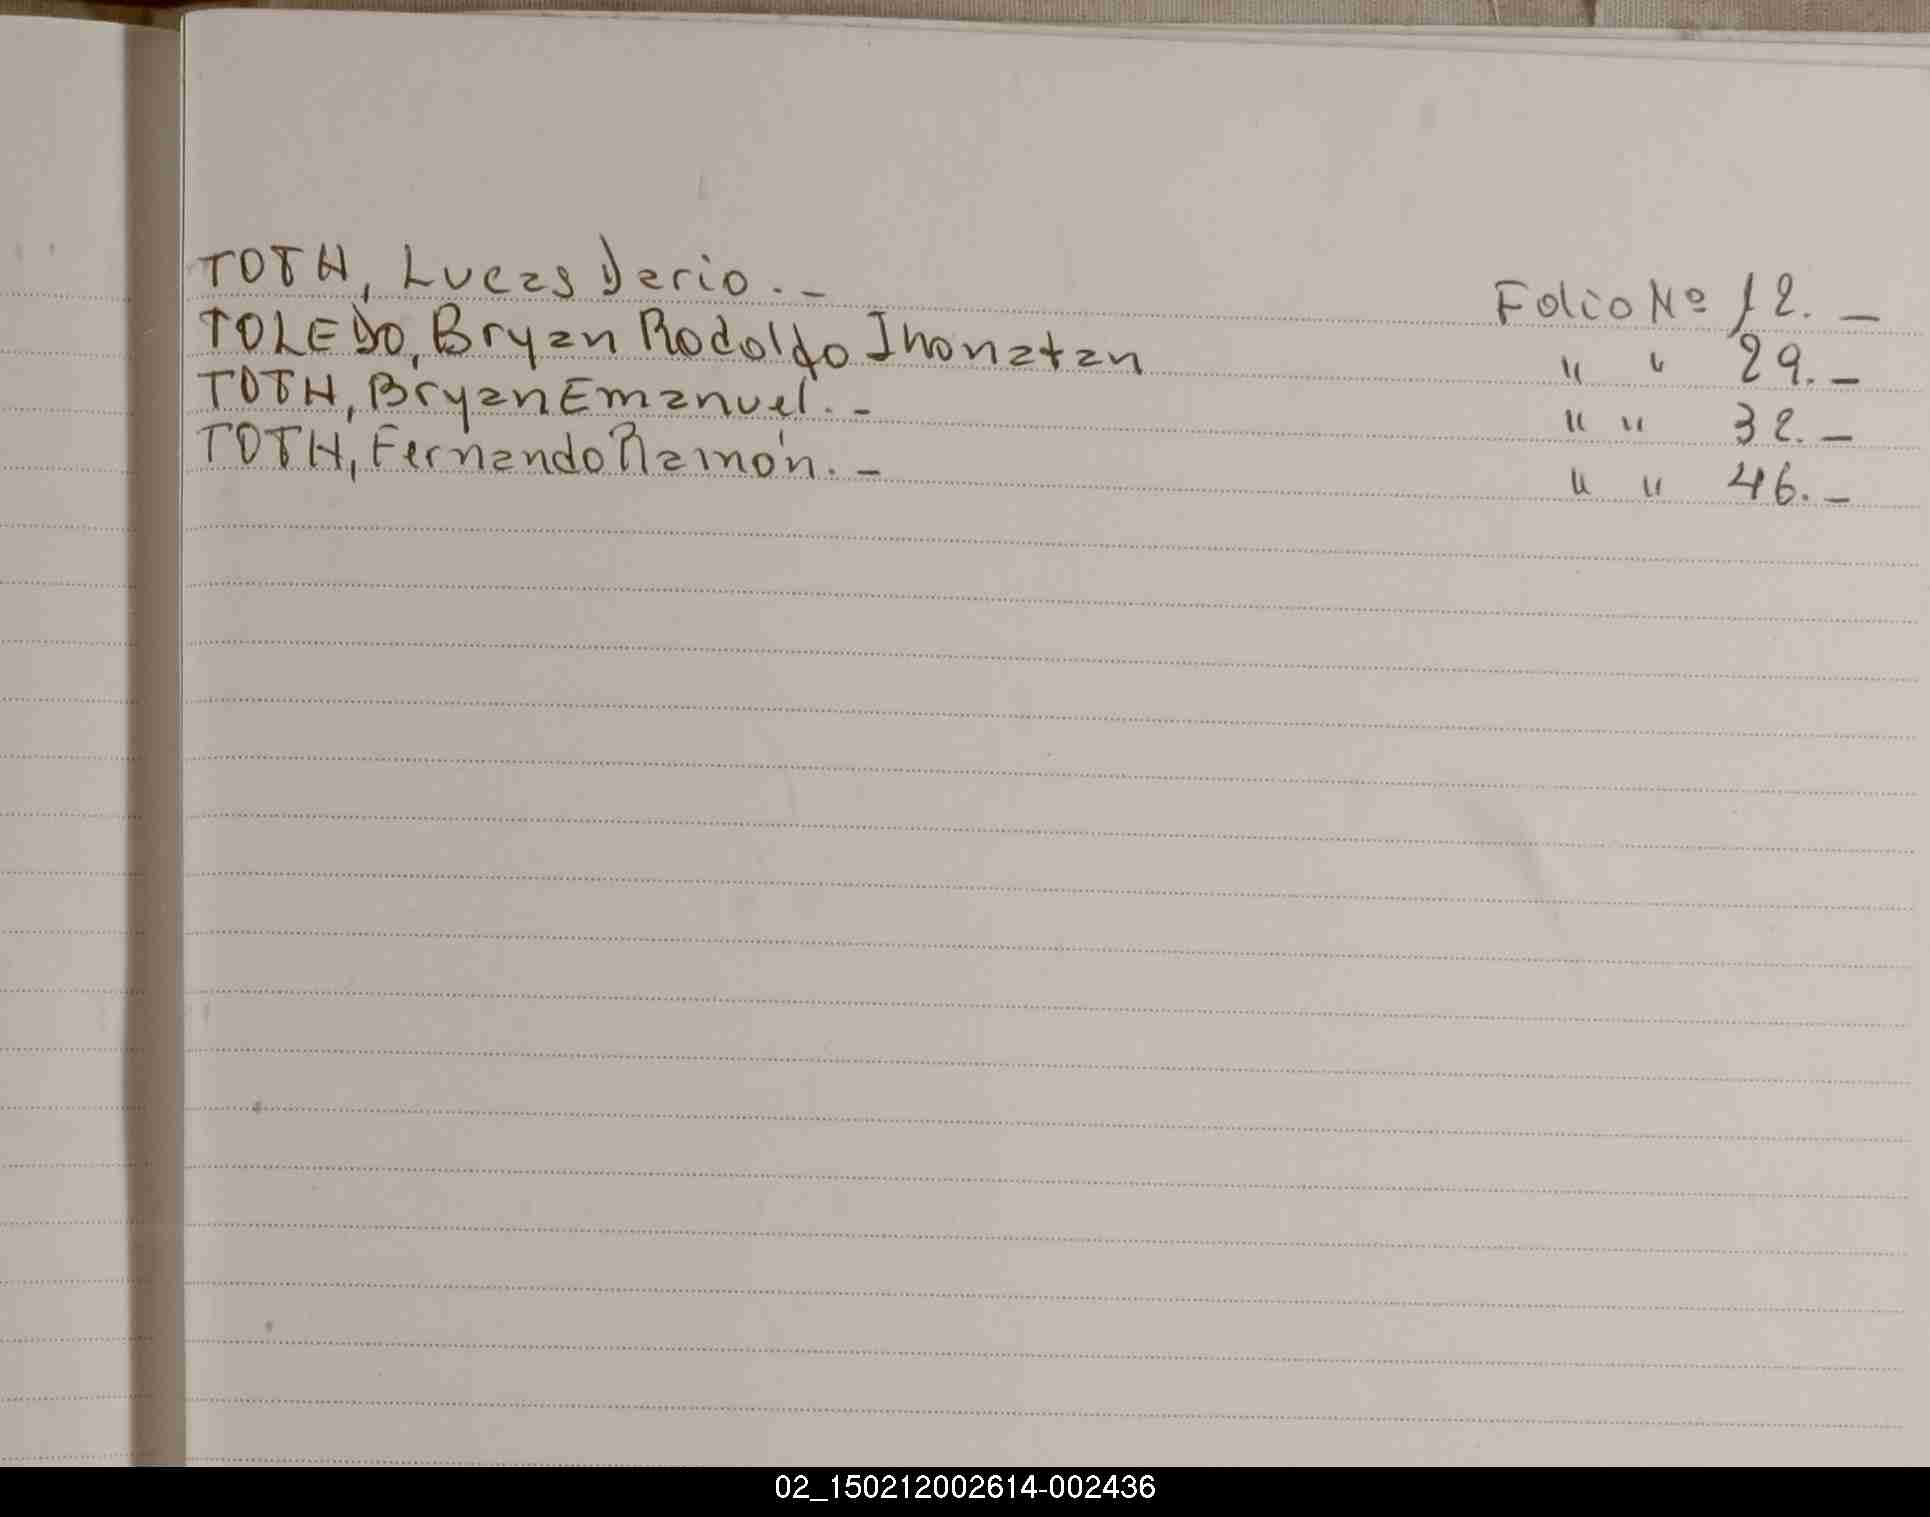 TOTH, Lucas Dario. - Folio Nº 12. -
TOLEDO, Bryan Rodolfo Jhonatan " " 29. -
TOTH, Bryan Emanuel. - " " 32. -
TOTH, Fernando Ramón. - " " 46. -
02_150212002614-002436